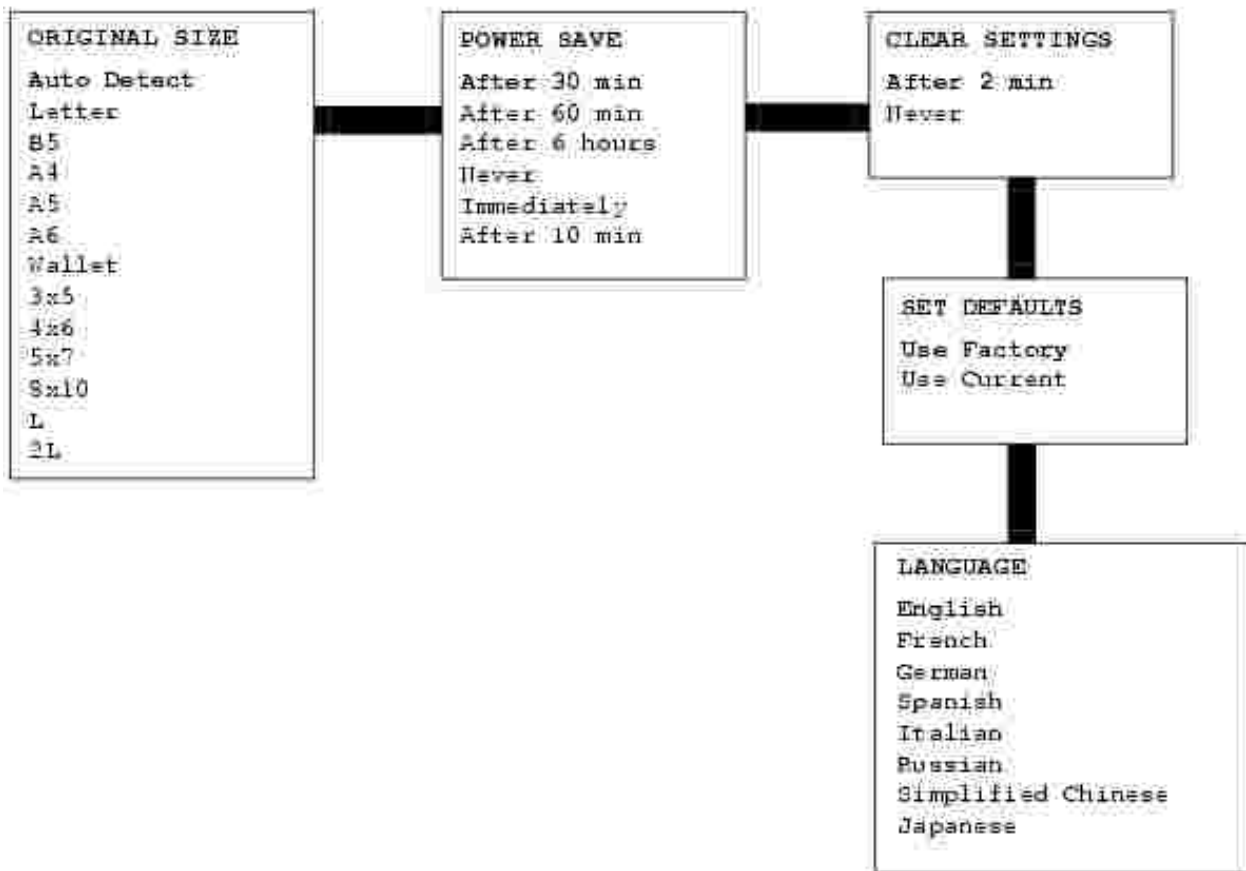 ORIGINAL SIZE
Auto Detect
Letter
B5
A4
A5
A6
Wallet
3x5
4x6
5x7
8x10
L
2L
POWER SAVE
After 30 min
After 60 min
After 6 hours
Never
Immediately
After 10 min
CLEAR SETTINGS
After 2 min
Never
SET DEFAULTS
Use Factory
Use Current
LANGUAGE
English
French
German
Spanish
Italian
Russian
Simplified Chinese
Japanese